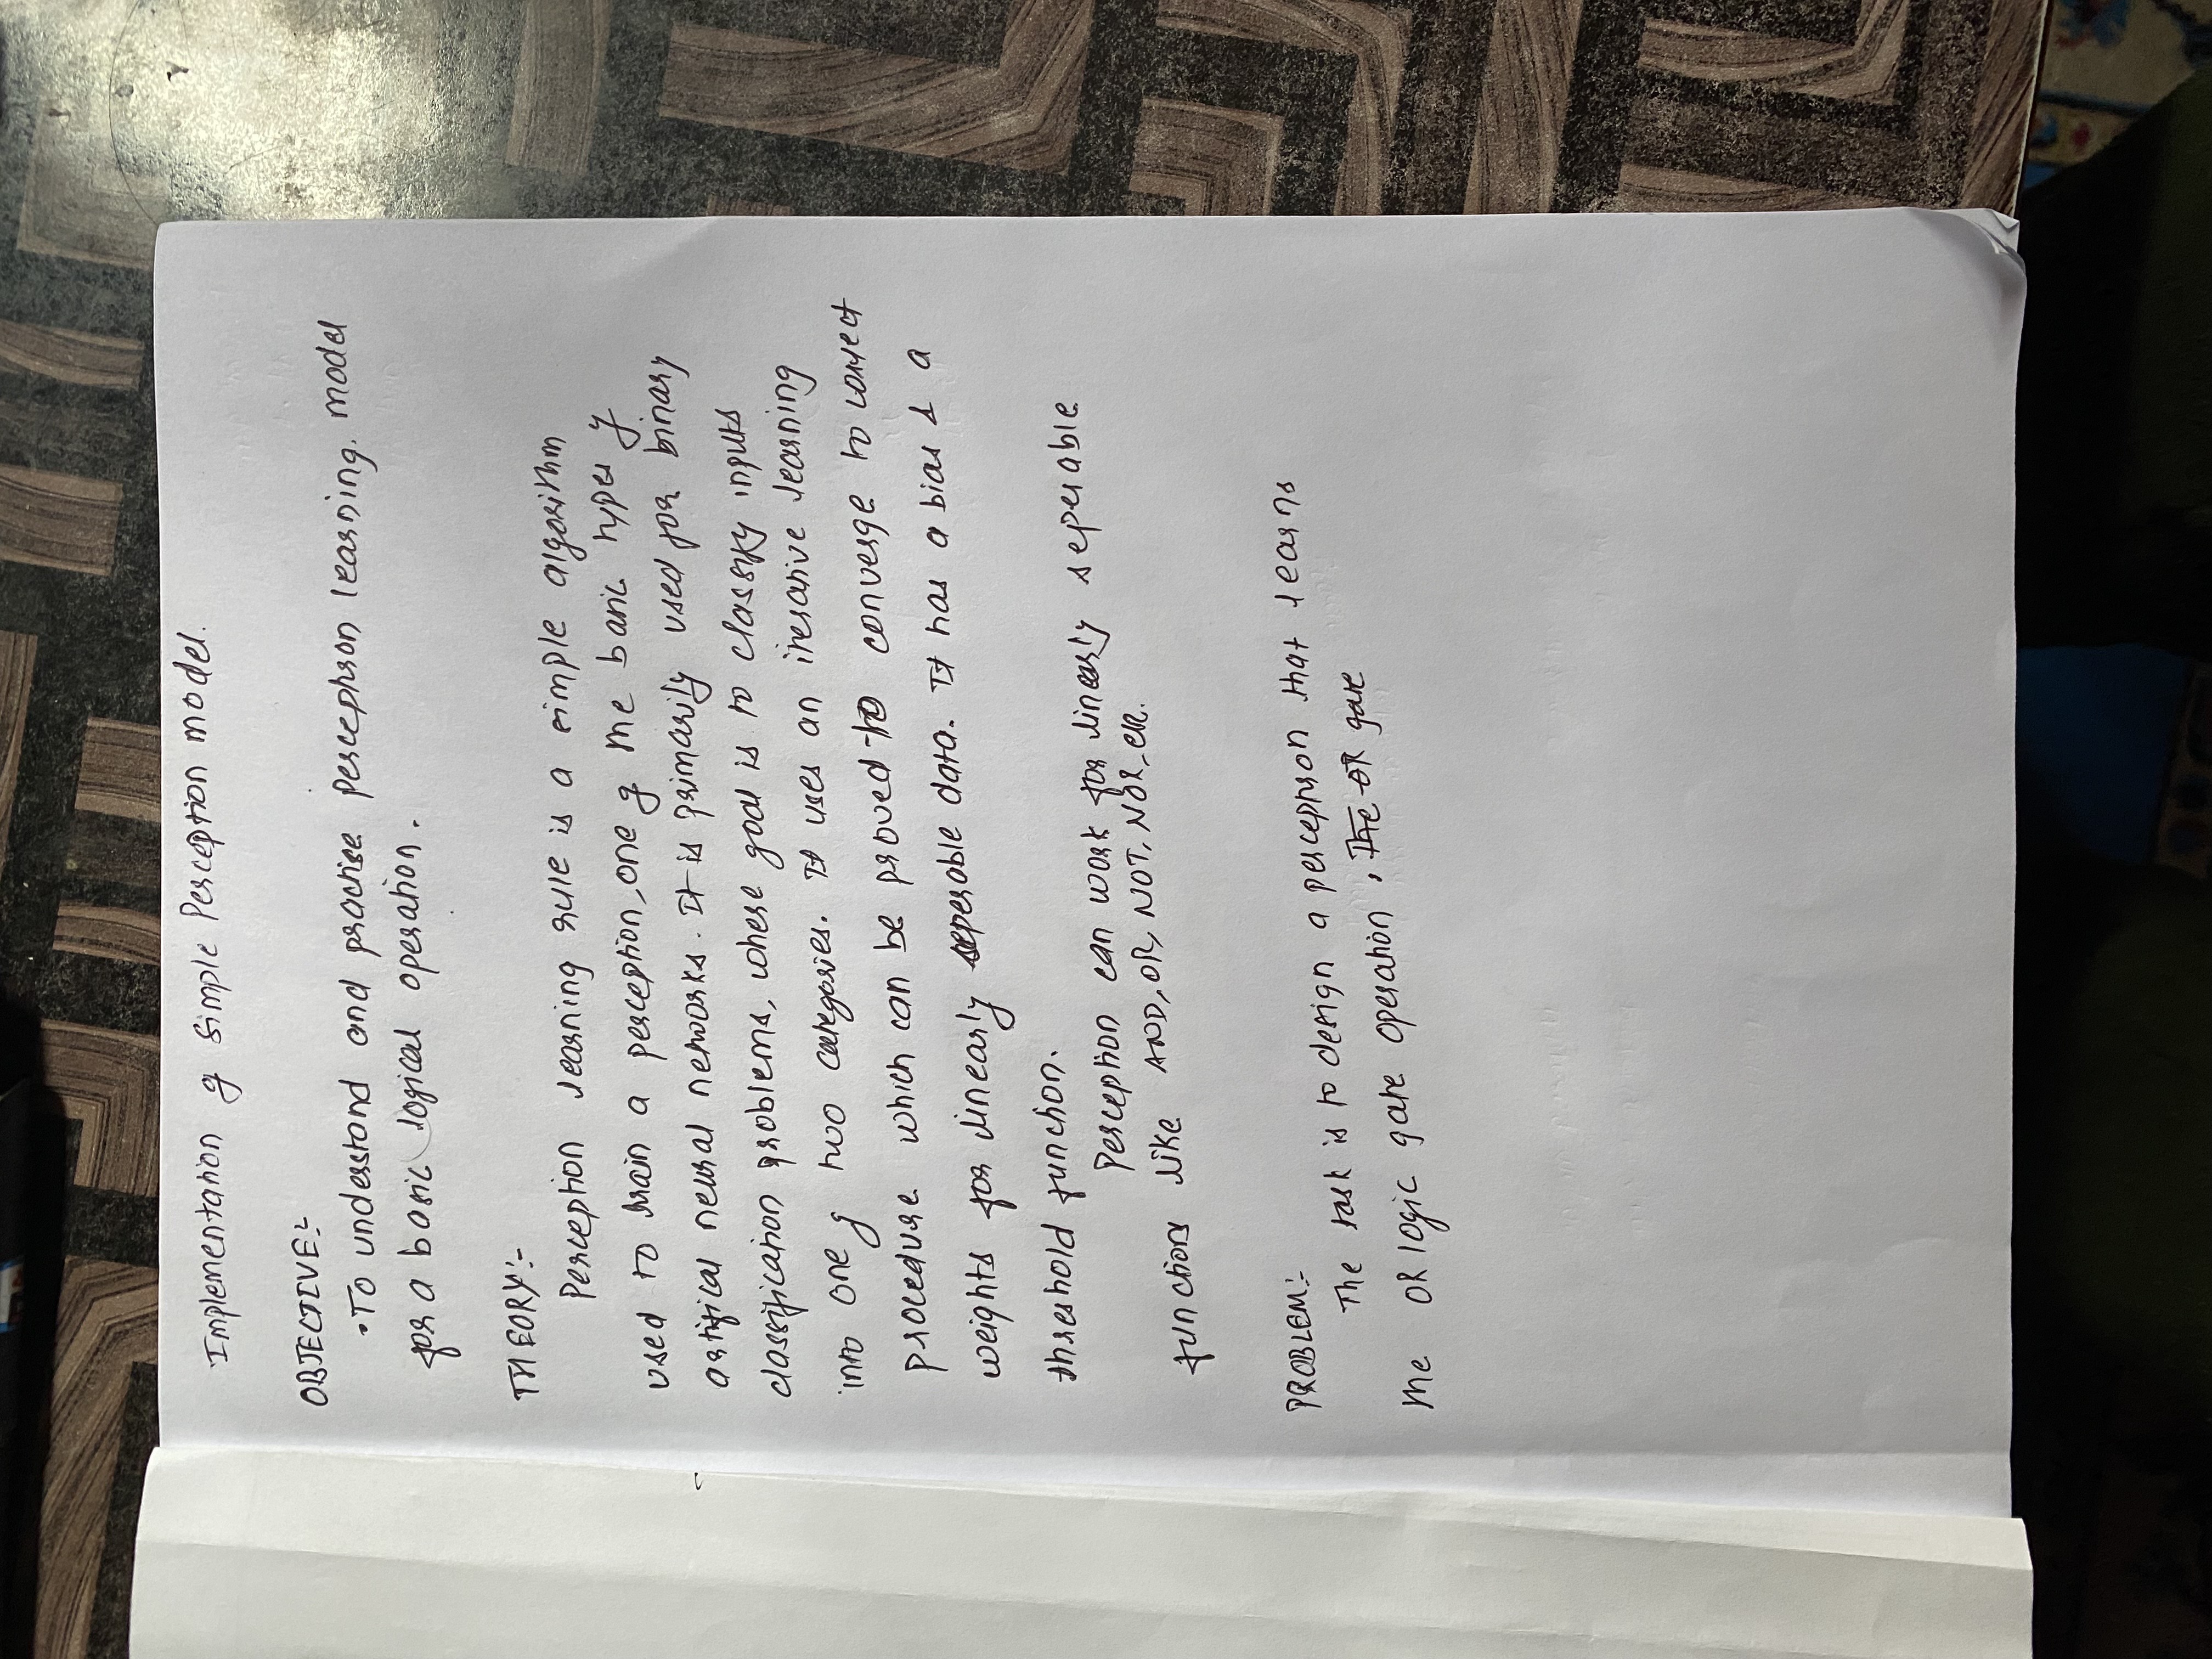 Implementation of Simple Perception model.
OBJECTIVE:-
•To understand and practise perceptron learning. model
for a basic logical operation.
THEORY:-
Perception learning rule is a simple algorithm
used to train a perception, one of the basic types of
artifical neural networks. It is primarily used for binary
classification problems, where goal is to classify inputs
into one of two categories. It uses an iterative learning
procedure which can be proved to converge to correct
weights for linearly seperable data. It has a bias & a
threshold function.
Perception can work for linearly seperable
functions like AND, OR, NOT, NOR, etc.
PROBLEM:-
The task is to design a perceptron that learns
the OR logic gate operation. The OR gate